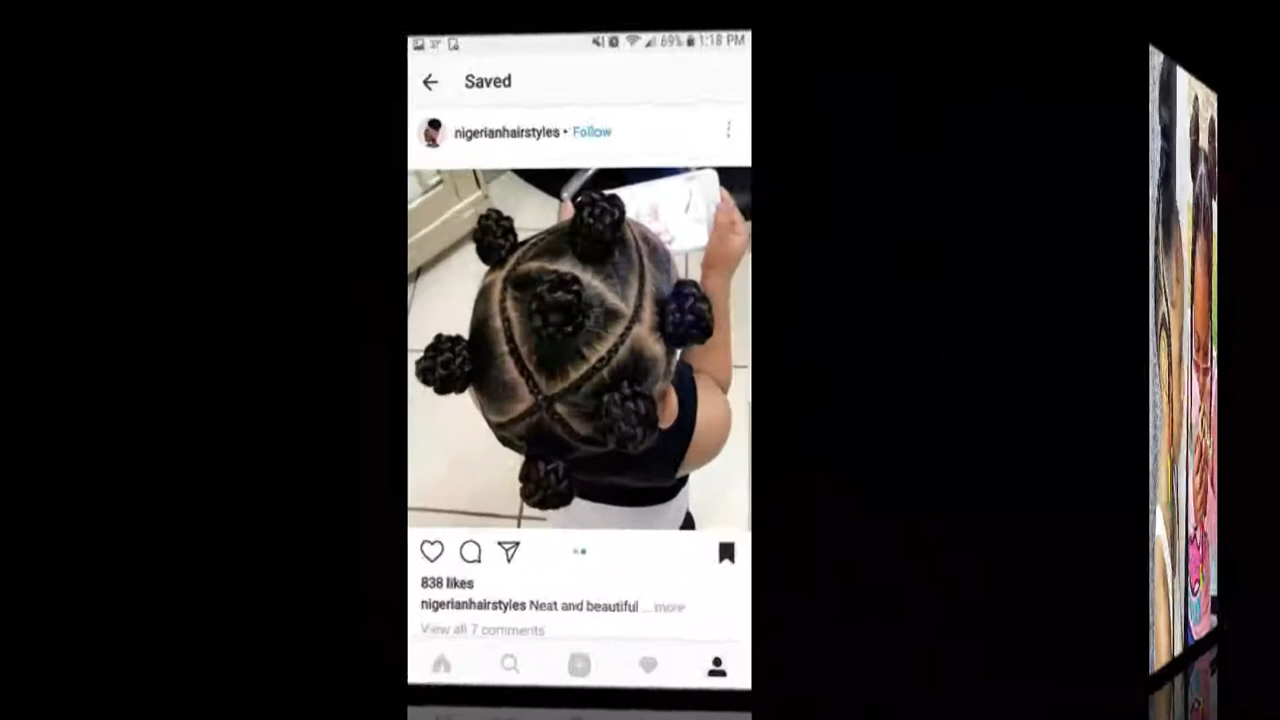 69% 1:18 PM
Saved
nigerianhairstyles • Follow
838 likes
nigerianhairstyles Neat and beautiful ... more
View all 7 comments